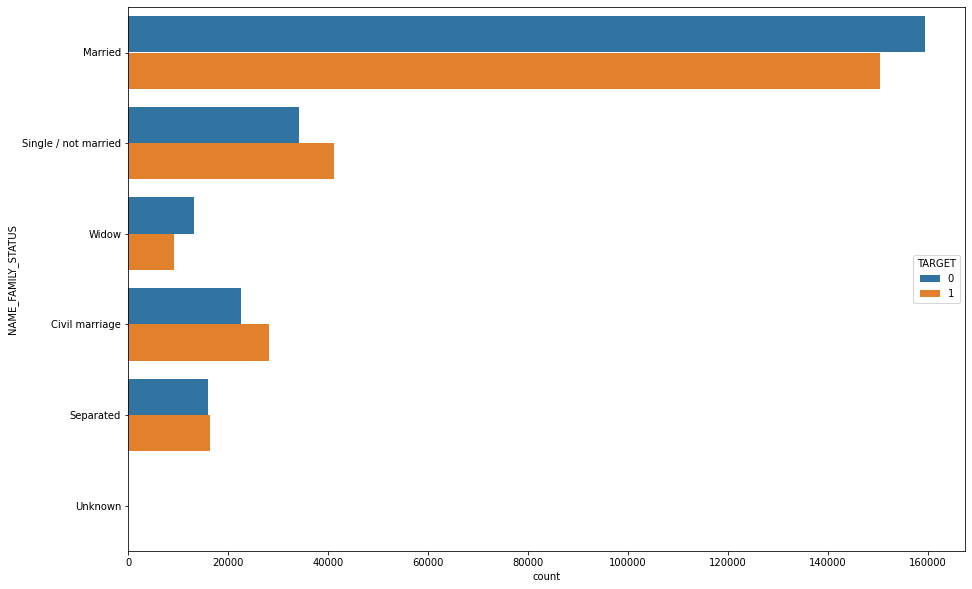 NAME_FAMILY_STATUS
Married
Single / not married
Widow
Civil marriage
Separated
Unknown
TARGET
0
1
0 20000 40000 60000 80000 100000 120000 140000 160000
count